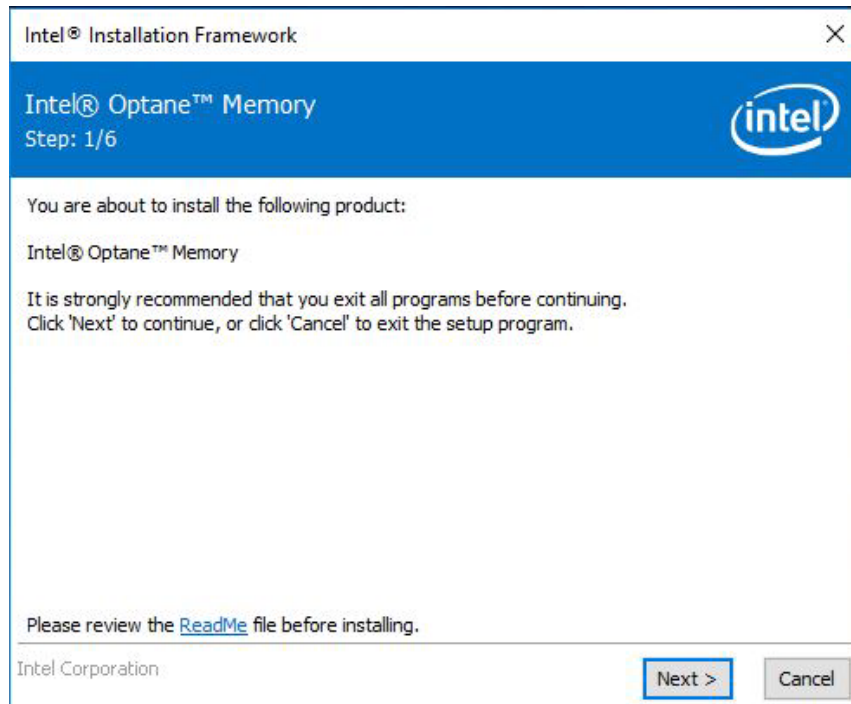 Intel® Installation Framework
Intel® Optane™ Memory
Step: 1/6
intel
You are about to install the following product:
Intel® Optane™ Memory
It is strongly recommended that you exit all programs before continuing.
Click 'Next' to continue, or click 'Cancel' to exit the setup program.
Please review the ReadMe file before installing.
Intel Corporation
Next >
Cancel